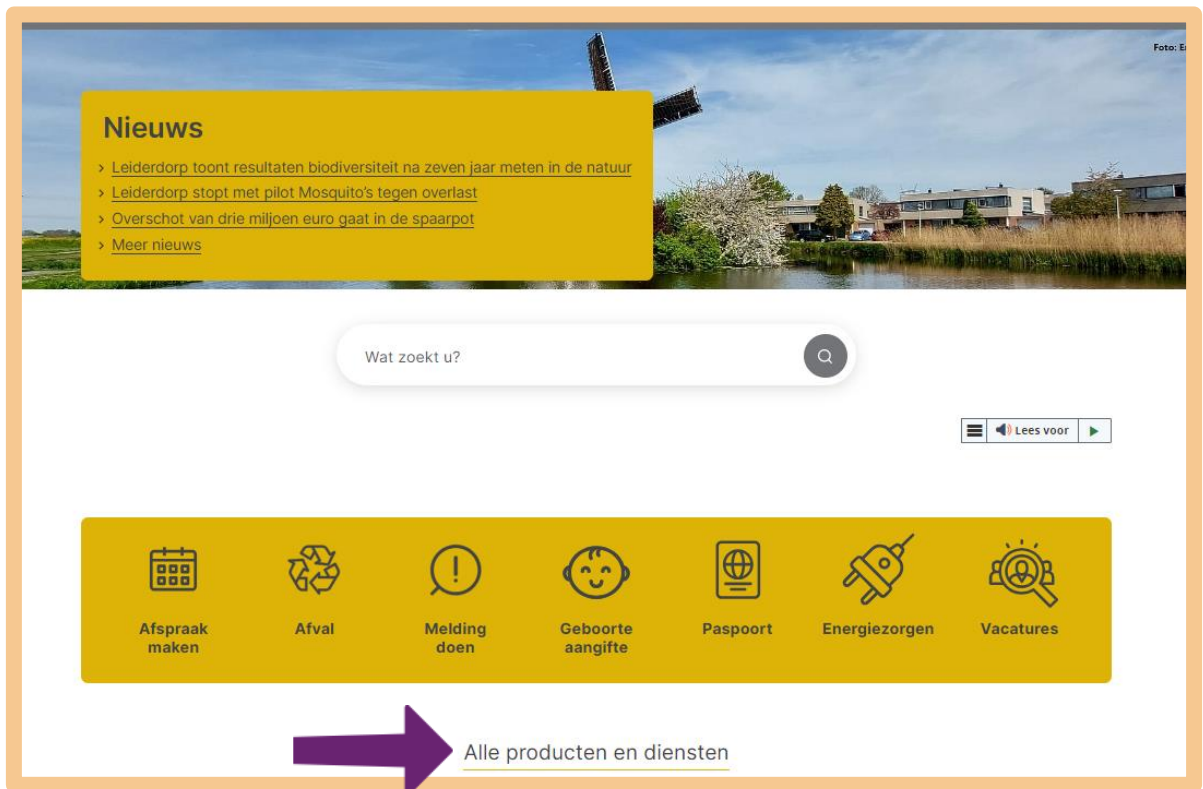 Foto:
Nieuws
Leiderdorp toont resultaten biodiversiteit na zeven jaar meten in de natuur
Leiderdorp stopt met pilot Mosquito's tegen overlast
Overschot van drie miljoen euro gaat in de spaarpot
Meer nieuws
Wat zoekt u?
Lees voor
Afspraak
maken
Afval
Melding
doen
Geboorte
aangifte
Paspoort
Energiezorgen
Vacatures
Alle producten en diensten